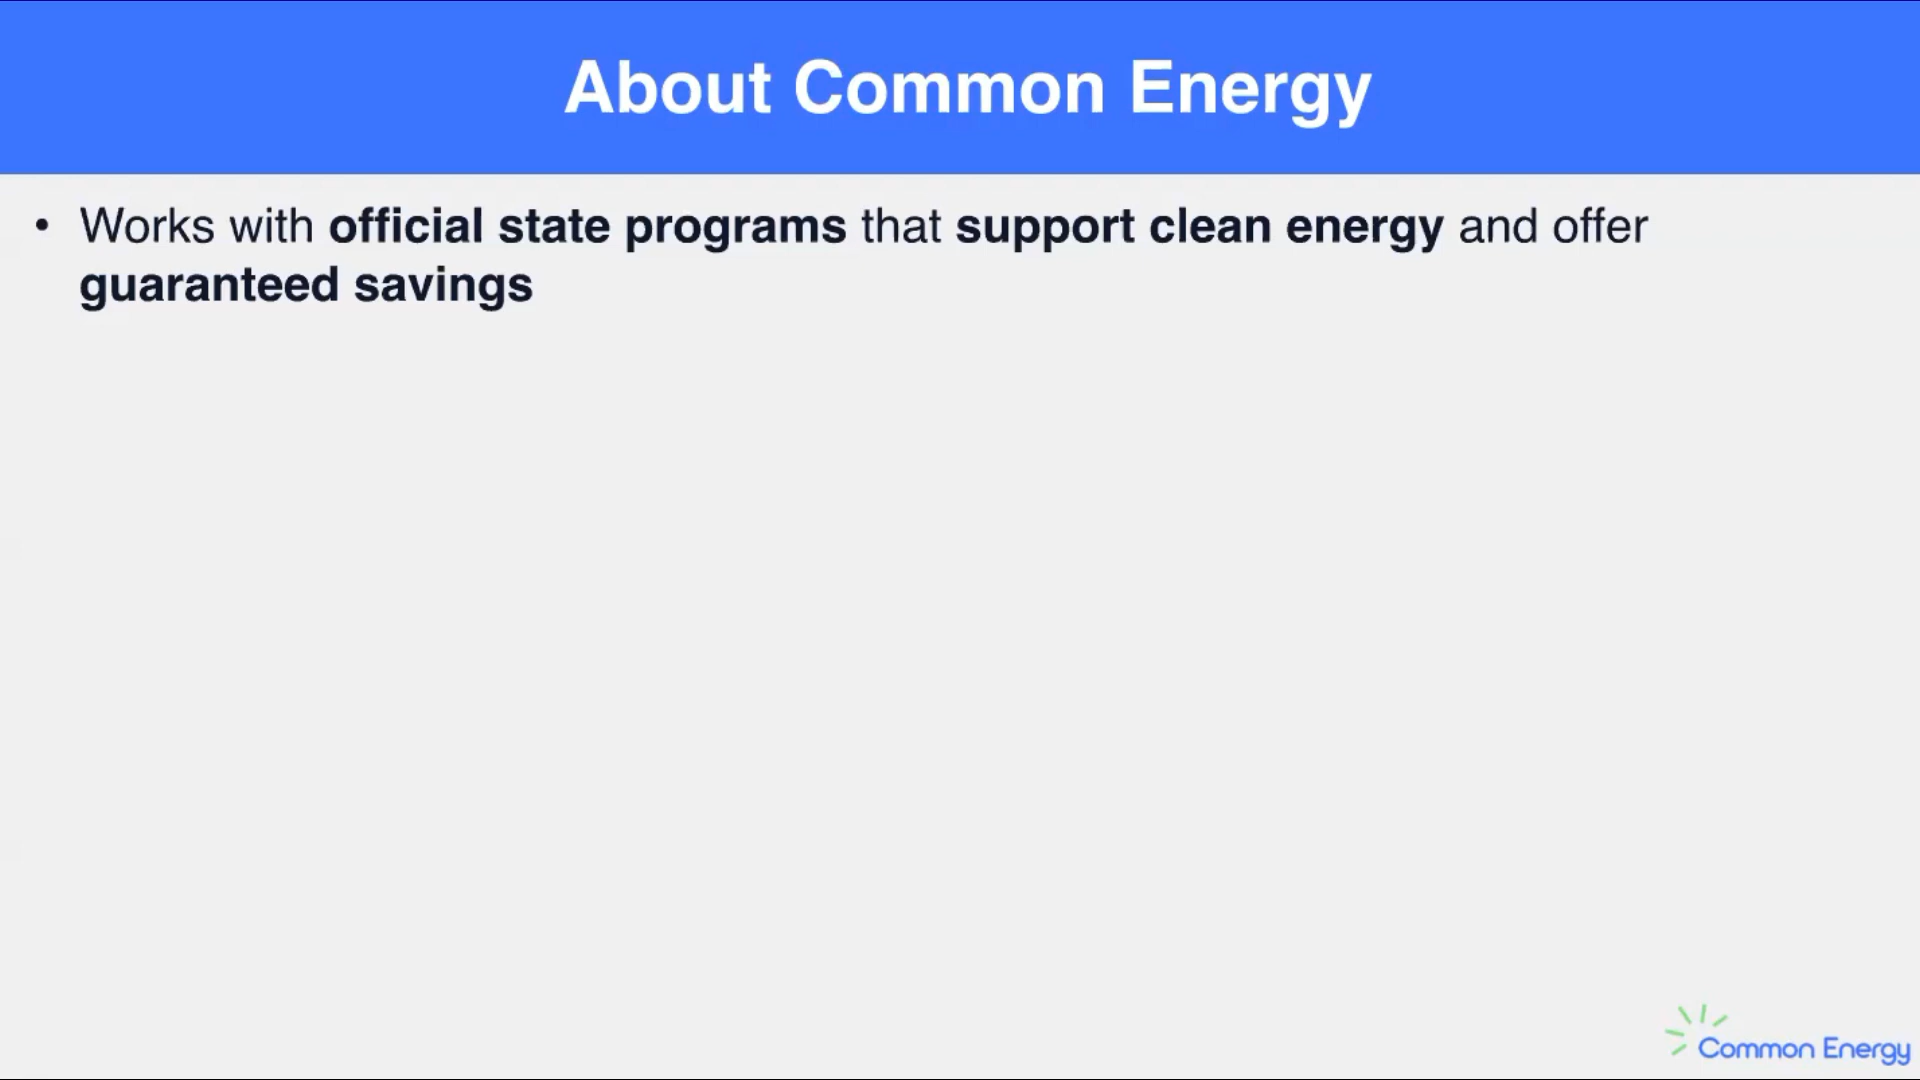 About Common Energy
• Works with official state programs that support clean energy and offer
guaranteed savings
Common Energy